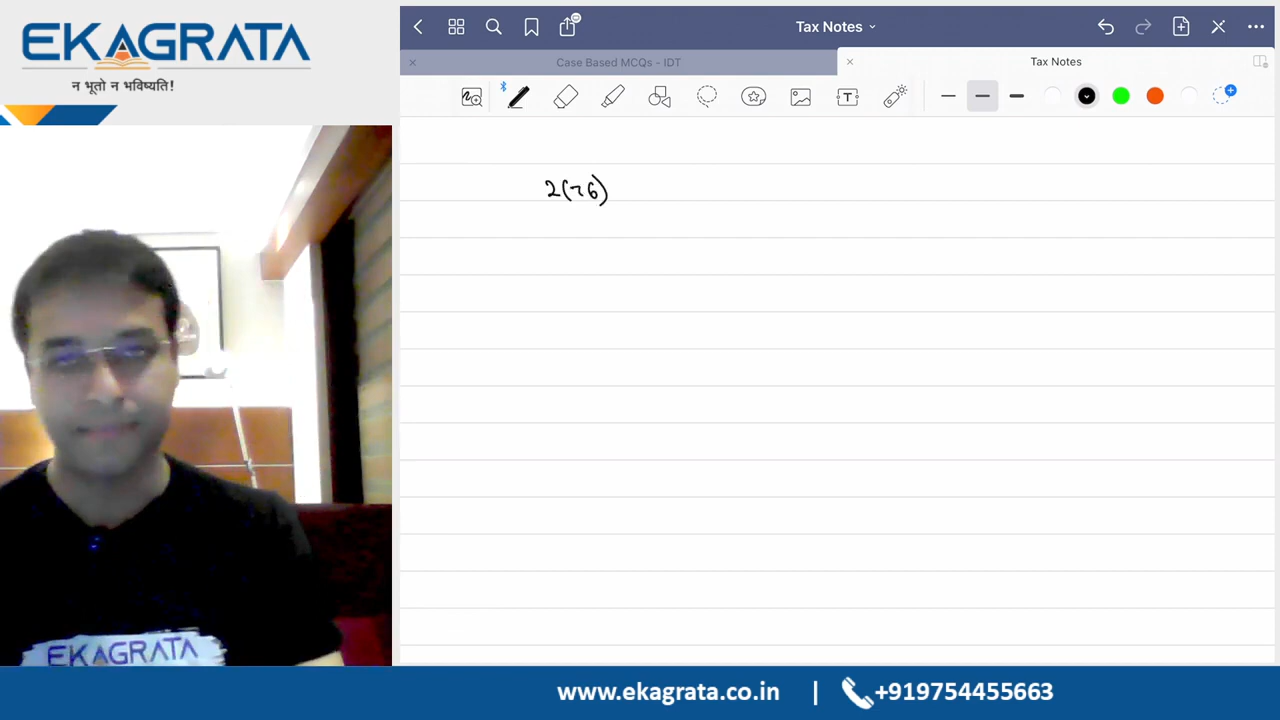 EKAGRATA
न भूतो न भविष्यति!
Tax Notes
Case Based MCQs - IDT
Tax Notes
T
2(76)
EKAGRATA
www.ekagrata.co.in | +919754455663